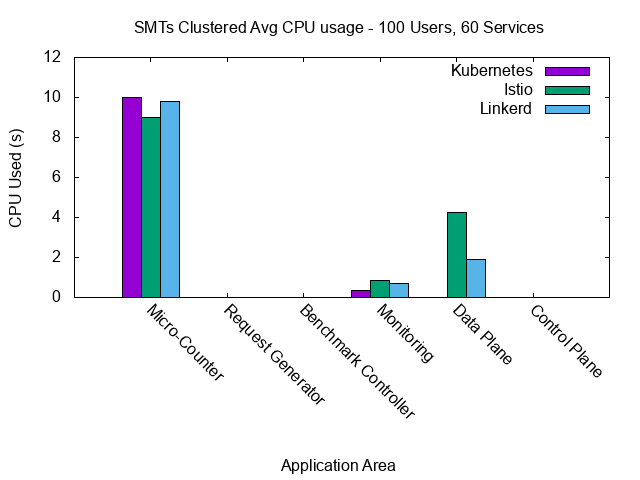 SMTs Clustered Avg CPU usage - 100 Users, 60 Services
12
10
8
6
4
2
0
CPU Used (s)
Kubernetes
Istio
Linkerd
Micro-Counter
Request Generator
Benchmark Controller
Monitoring
Data Plane
Control Plane
Application Area